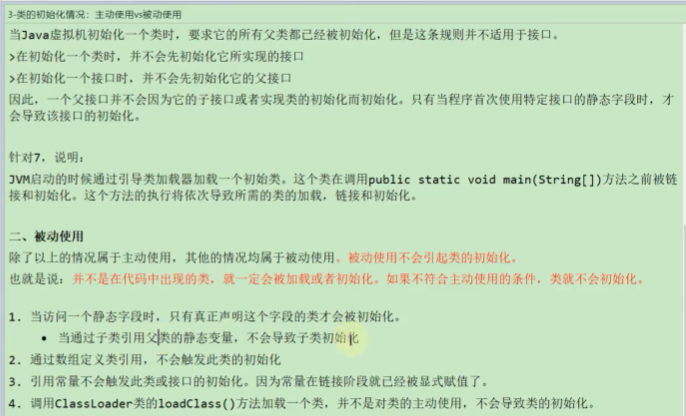 3-类的初始化情况：主动使用vs被动使用
当Java虚拟机初始化一个类时，要求它的所有父类都已经被初始化，但是这条规则并不适用于接口。
>在初始化一个类时，并不会先初始化它所实现的接口
>在初始化一个接口时，并不会先初始化它的父接口
因此，一个父接口并不会因为它的子接口或者实现类的初始化而初始化。只有当程序首次使用特定接口的静态字段时，才
会导致该接口的初始化。
针对7，说明：
JVM启动的时候通过引导类加载器加载一个初始类。这个类在调用public static void main(String[])方法之前被链
接和初始化。这个方法的执行将依次导致所需的类的加载，链接和初始化。
二、被动使用
除了以上的情况属于主动使用，其他的情况均属于被动使用。被动使用不会引起类的初始化。
也就是说：并不是在代码中出现的类，就一定会被加载或者初始化。如果不符合主动使用的条件，类就不会初始化。
1. 当访问一个静态字段时，只有真正声明这个字段的类才会被初始化。
• 当通过子类引用父类的静态变量，不会导致子类初始化
2. 通过数组定义类引用，不会触发此类的初始化
3. 引用常量不会触发此类或接口的初始化。因为常量在链接阶段就已经被显式赋值了。
4. 调用ClassLoader类的loadClass()方法加载一个类，并不是对类的主动使用，不会导致类的初始化。